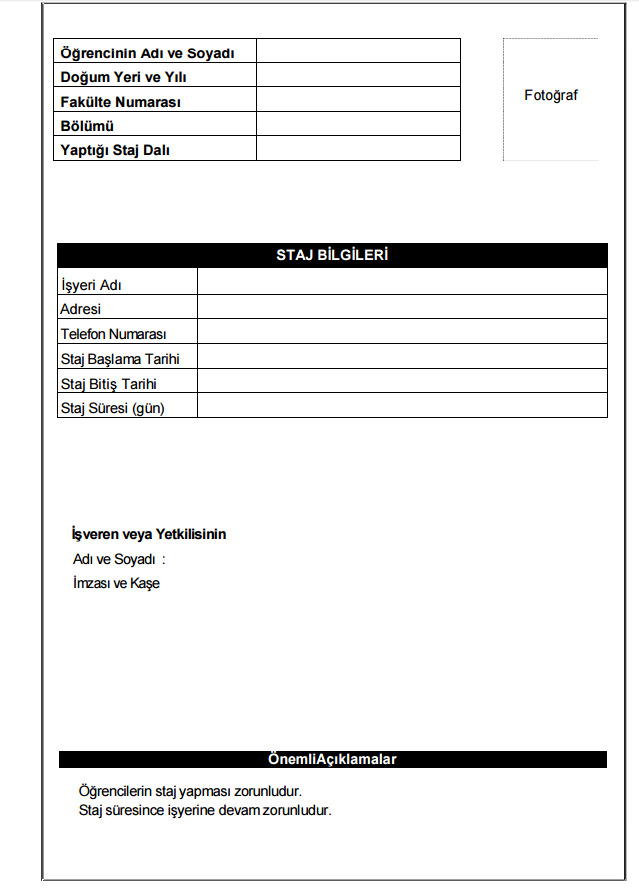 Öğrencinin Adı ve Soyadı
Fotoğraf
Doğum Yeri ve Yılı
Fakülte Numarası
Bölümü
Yaptığı Staj Dalı
STAJ BİLGİLERİ
İşyeri Adı
Adresi
Telefon Numarası
Staj Başlama Tarihi
Staj Bitiş Tarihi
Staj Süresi (gün)
İşveren veya Yetkilisinin
Adı ve Soyadı :
İmzası ve Kaşe
ÖnemliAçıklamalar
Öğrencilerin staj yapması zorunludur.
Staj süresince işyerine devam zorunludur.